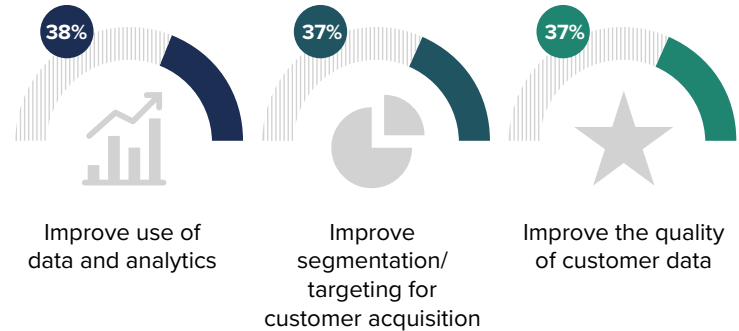 38%
37%
37%
Improve use of
data and analytics
Improve
segmentation/
targeting for
customer acquisition
Improve the quality
of customer data